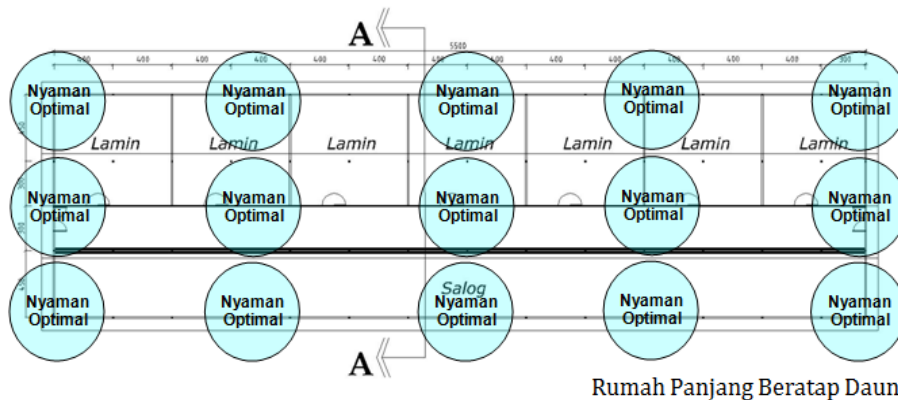 A
5500
400 400 400 400 400 400 400 400 400 400 400 300
Nyaman Nyaman Nyaman Nyaman Nyaman
Optimal Optimal Optimal Optimal Optimal
Lamin Lamin Lamin Lamin Lamin Lamin Lamin
Nyaman Nyaman Nyaman Nyaman Nyaman
Optimal Optimal Optimal Optimal Optimal
Salog
Nyaman Nyaman Nyaman Nyaman Nyaman
Optimal Optimal Optimal Optimal Optimal
A
Rumah Panjang Beratap Daun